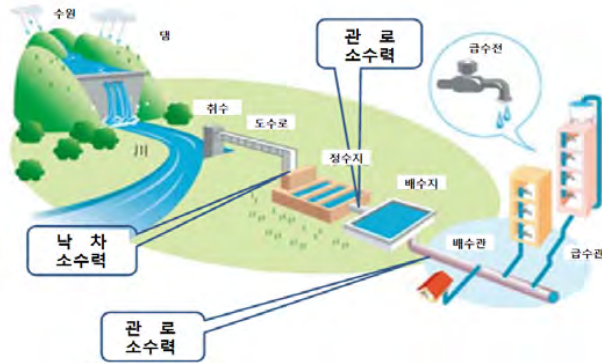 수원
댐
관 로
소수력
급수전
취수
도수로
川
정수지
배수지
낙 차
소수력
배수관
급수관
관 로
소수력